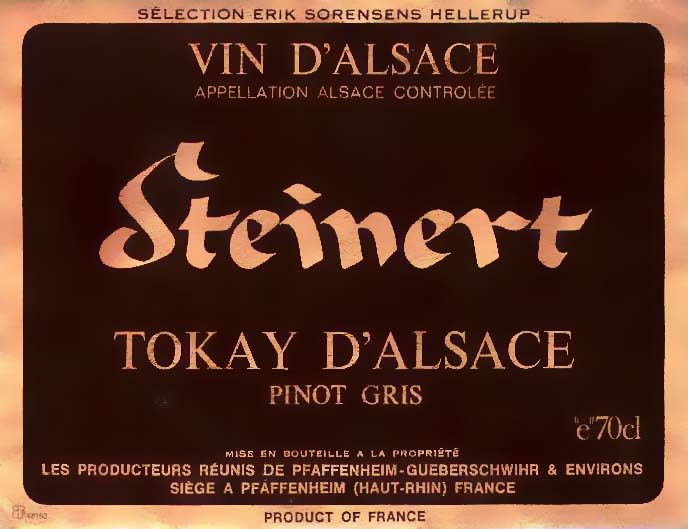 SÉLECTION ERIK SORENSENS HELLERUP
VIN D'ALSACE
APPELLATION ALSACE CONTROLÉE
Steinert
TOKAY D'ALSACE
PINOT GRIS
"e"70cl
MISE EN BOUTEILLE A LA PROPRIÉTÉ
LES PRODUCTEURS RÉUNIS DE PFAFFENHEIM-GUEBERSCHWIHR & ENVIRONS
SIÈGE A PFAFFENHEIM (HAUT-RHIN) FRANCE
PRODUCT OF FRANCE